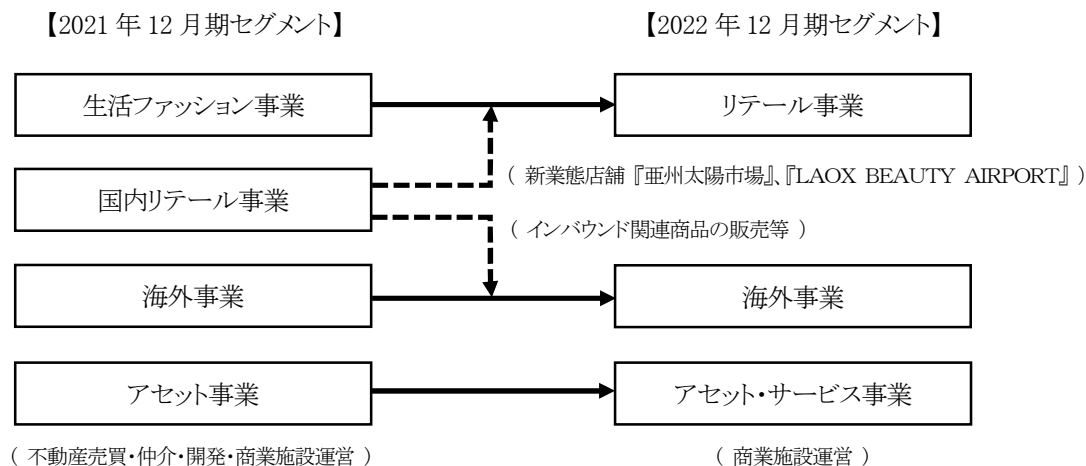 【2021 年 12 月期セグメント】
【2022 年 12 月期セグメント】
生活ファッション事業
リテール事業
国内リテール事業
（ 新業態店舗 『亜州太陽市場』、『LAOX BEAUTY AIRPORT』 ）
（ インバウンド関連商品の販売等 ）
海外事業
海外事業
アセット事業
アセット・サービス事業
（ 不動産売買・仲介・開発・商業施設運営 ）
（ 商業施設運営 ）